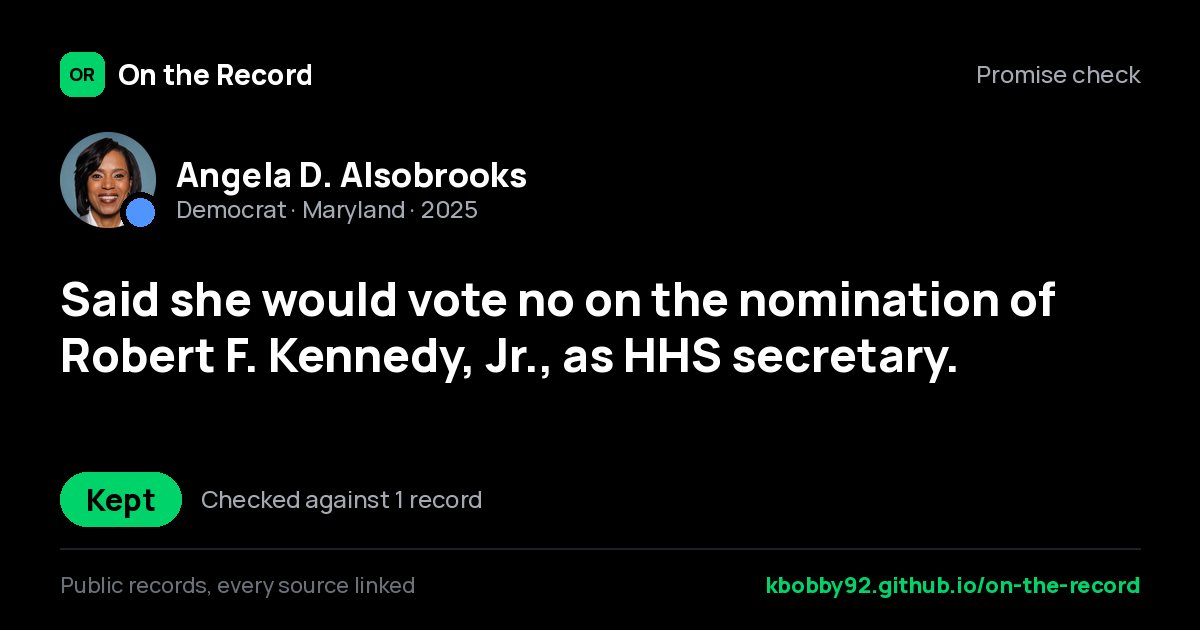 OR On the Record
Promise check
Angela D. Alsobrooks
Democrat · Maryland · 2025
Said she would vote no on the nomination of
Robert F. Kennedy, Jr., as HHS secretary.
Kept
Checked against 1 record
Public records, every source linked
kbobby92.github.io/on-the-record